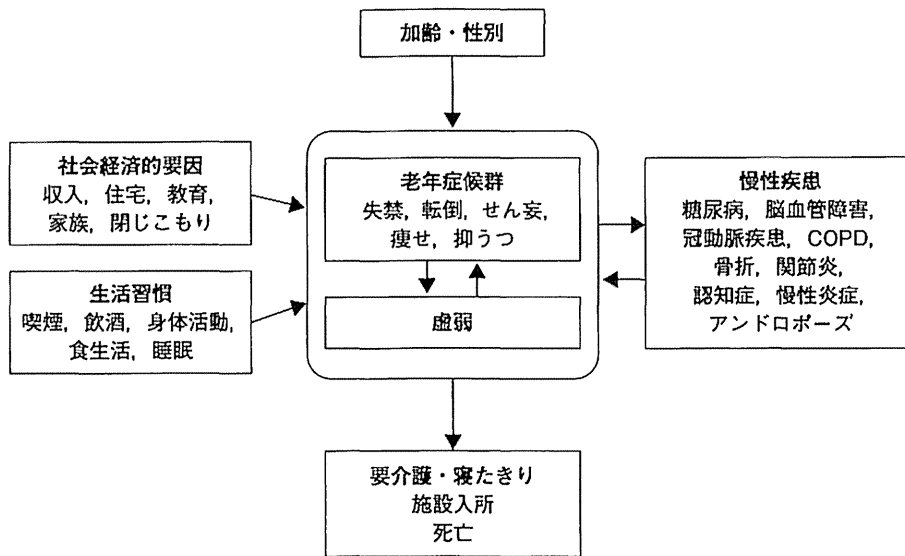 加齢・性別
社会経済的要因
収入，住宅，教育，
家族，閉じこもり
生活習慣
喫煙，飲酒，身体活動，
食生活，睡眠
老年症候群
失禁，転倒，せん妄，
痩せ，抑うつ
虚弱
慢性疾患
糖尿病，脳血管障害，
冠動脈疾患，COPD，
骨折，関節炎，
認知症，慢性炎症，
アンドロポーズ
要介護・寝たきり
施設入所
死亡